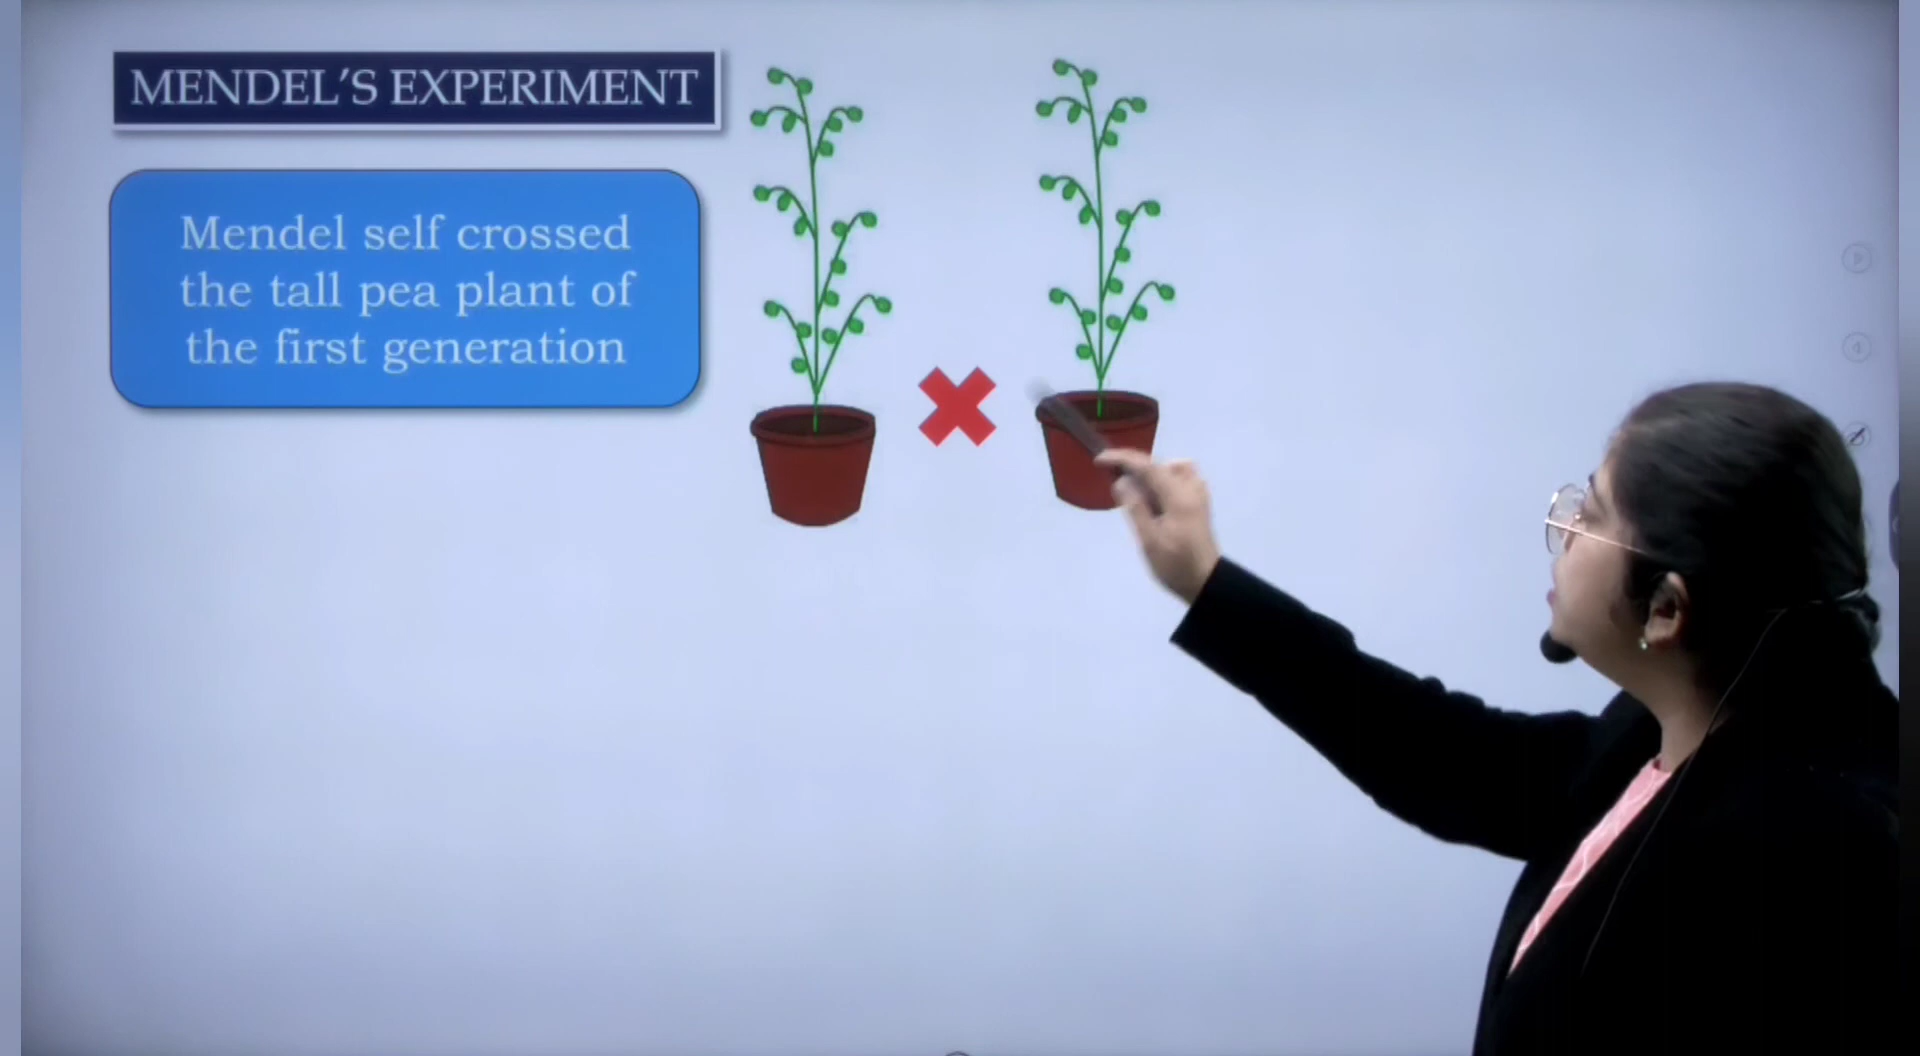 MENDEL'S EXPERIMENT
Mendel self crossed
the tall pea plant of
the first generation